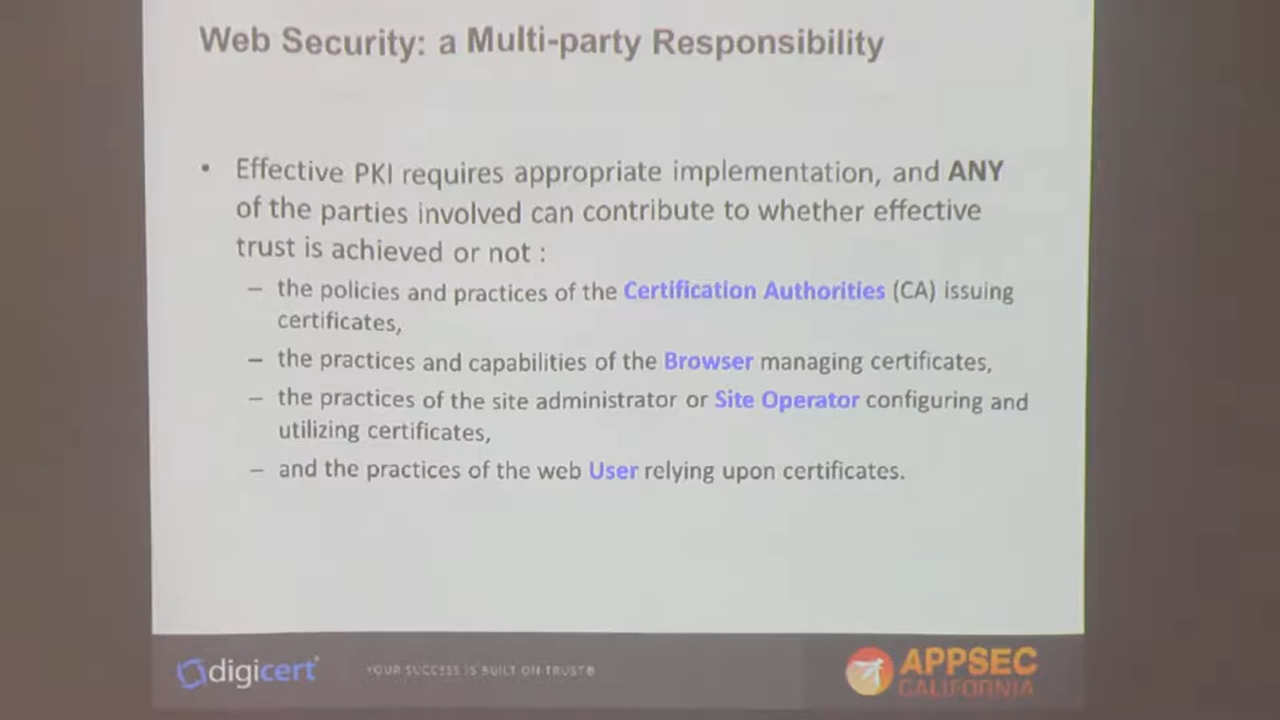 Web Security: a Multi-party Responsibility
• Effective PKI requires appropriate implementation, and ANY
of the parties involved can contribute to whether effective
trust is achieved or not :
– the policies and practices of the Certification Authorities (CA) issuing
certificates,
– the practices and capabilities of the Browser managing certificates,
– the practices of the site administrator or Site Operator configuring and
utilizing certificates,
– and the practices of the web User relying upon certificates.
digicert®
YOUR SUCCESS IS BUILT ON TRUST®
APPSEC
CALIFORNIA